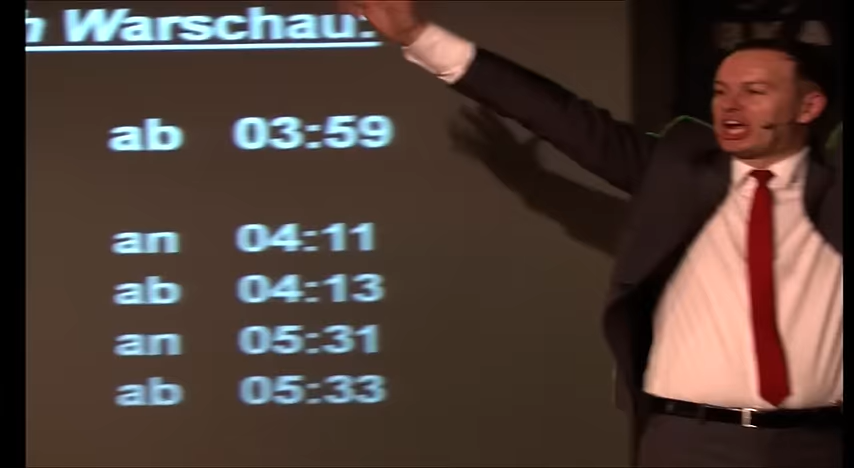 n Warschau:
ab 03:59
an 04:11
ab 04:13
an 05:31
ab 05:33